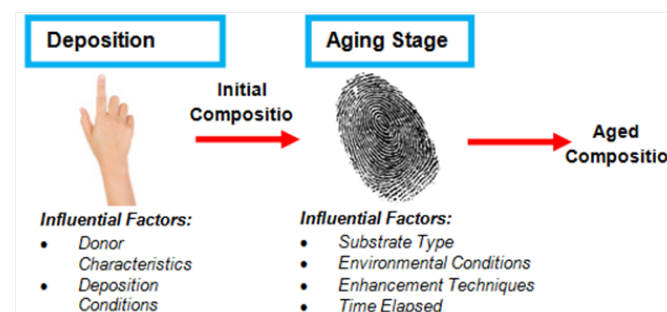 Deposition
Aging Stage
Initial
Compositio
Aged
Compositio
Influential Factors:
• Donor
Characteristics
• Deposition
Conditions
Influential Factors:
• Substrate Type
• Environmental Conditions
• Enhancement Techniques
• Time Elapsed